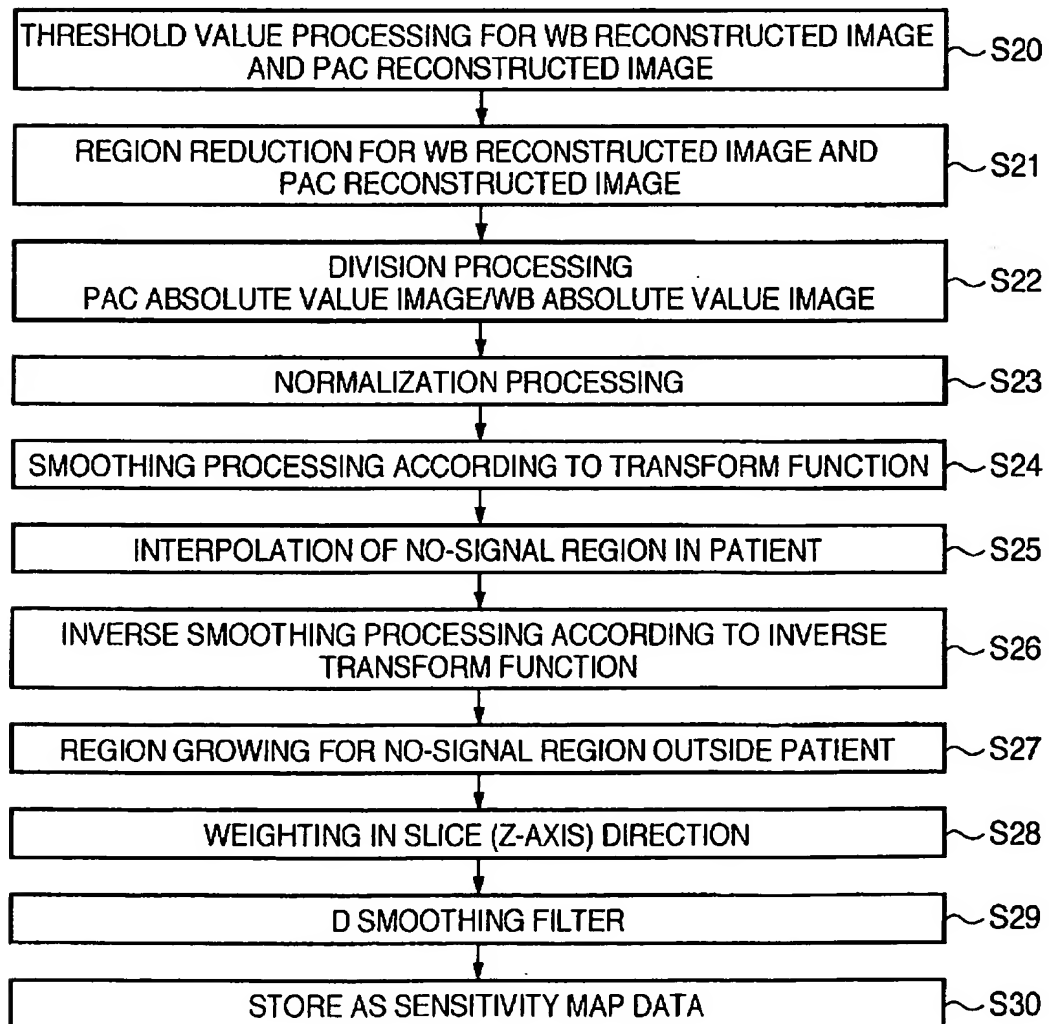 THRESHOLD VALUE PROCESSING FOR WB RECONSTRUCTED IMAGE
AND PAC RECONSTRUCTED IMAGE
S20
REGION REDUCTION FOR WB RECONSTRUCTED IMAGE AND
PAC RECONSTRUCTED IMAGE
S21
DIVISION PROCESSING
PAC ABSOLUTE VALUE IMAGE/WB ABSOLUTE VALUE IMAGE
S22
NORMALIZATION PROCESSING
S23
SMOOTHING PROCESSING ACCORDING TO TRANSFORM FUNCTION
S24
INTERPOLATION OF NO-SIGNAL REGION IN PATIENT
S25
INVERSE SMOOTHING PROCESSING ACCORDING TO INVERSE
TRANSFORM FUNCTION
S26
REGION GROWING FOR NO-SIGNAL REGION OUTSIDE PATIENT
S27
WEIGHTING IN SLICE (Z-AXIS) DIRECTION
S28
D SMOOTHING FILTER
S29
STORE AS SENSITIVITY MAP DATA
S30